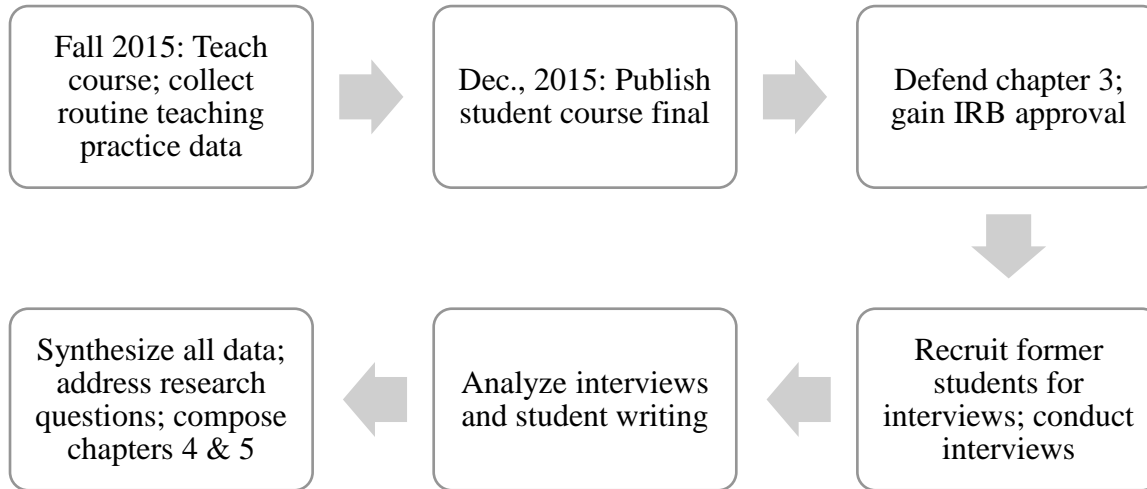 Fall 2015: Teach
course; collect
routine teaching
practice data
Dec., 2015: Publish
student course final
Defend chapter 3;
gain IRB approval
Recruit former
students for
interviews; conduct
interviews
Analyze interviews
and student writing
Synthesize all data;
address research
questions; compose
chapters 4 & 5